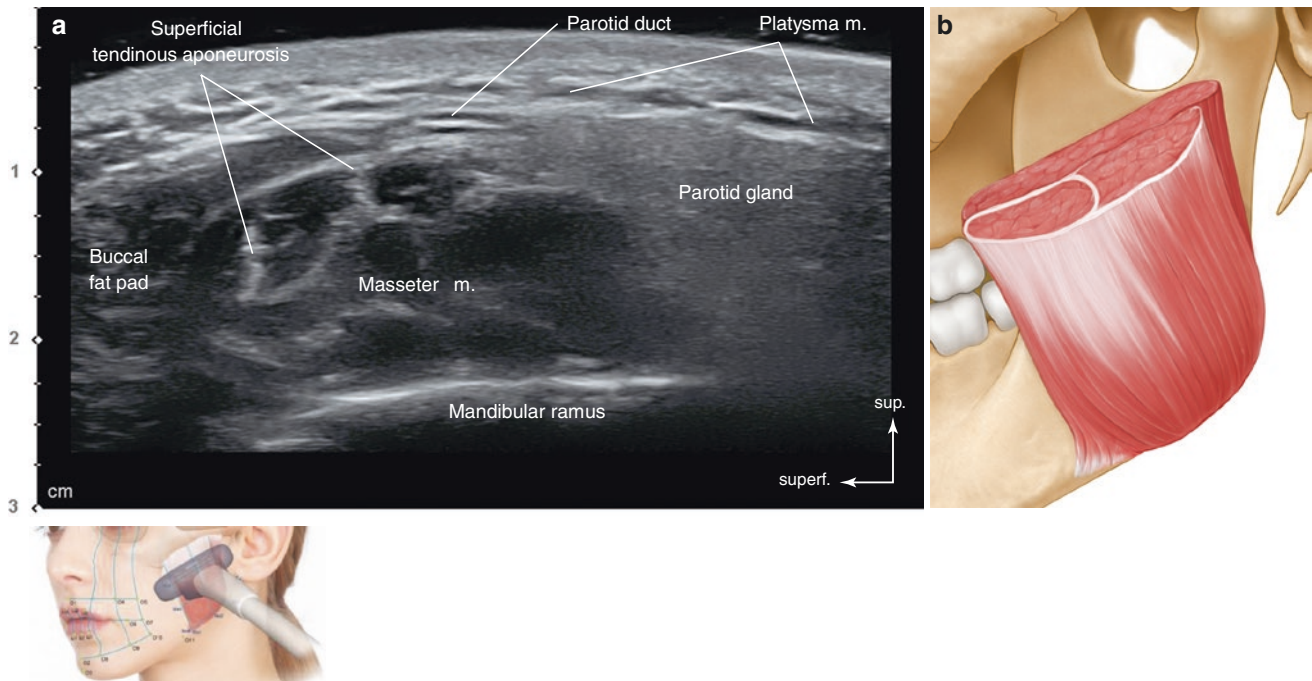 a
Superficial
tendinous aponeurosis
Parotid duct
Platysma m.
b
1
Parotid gland
Buccal
fat pad
Masseter m.
2
Mandibular ramus
sup.
superf.
cm
3